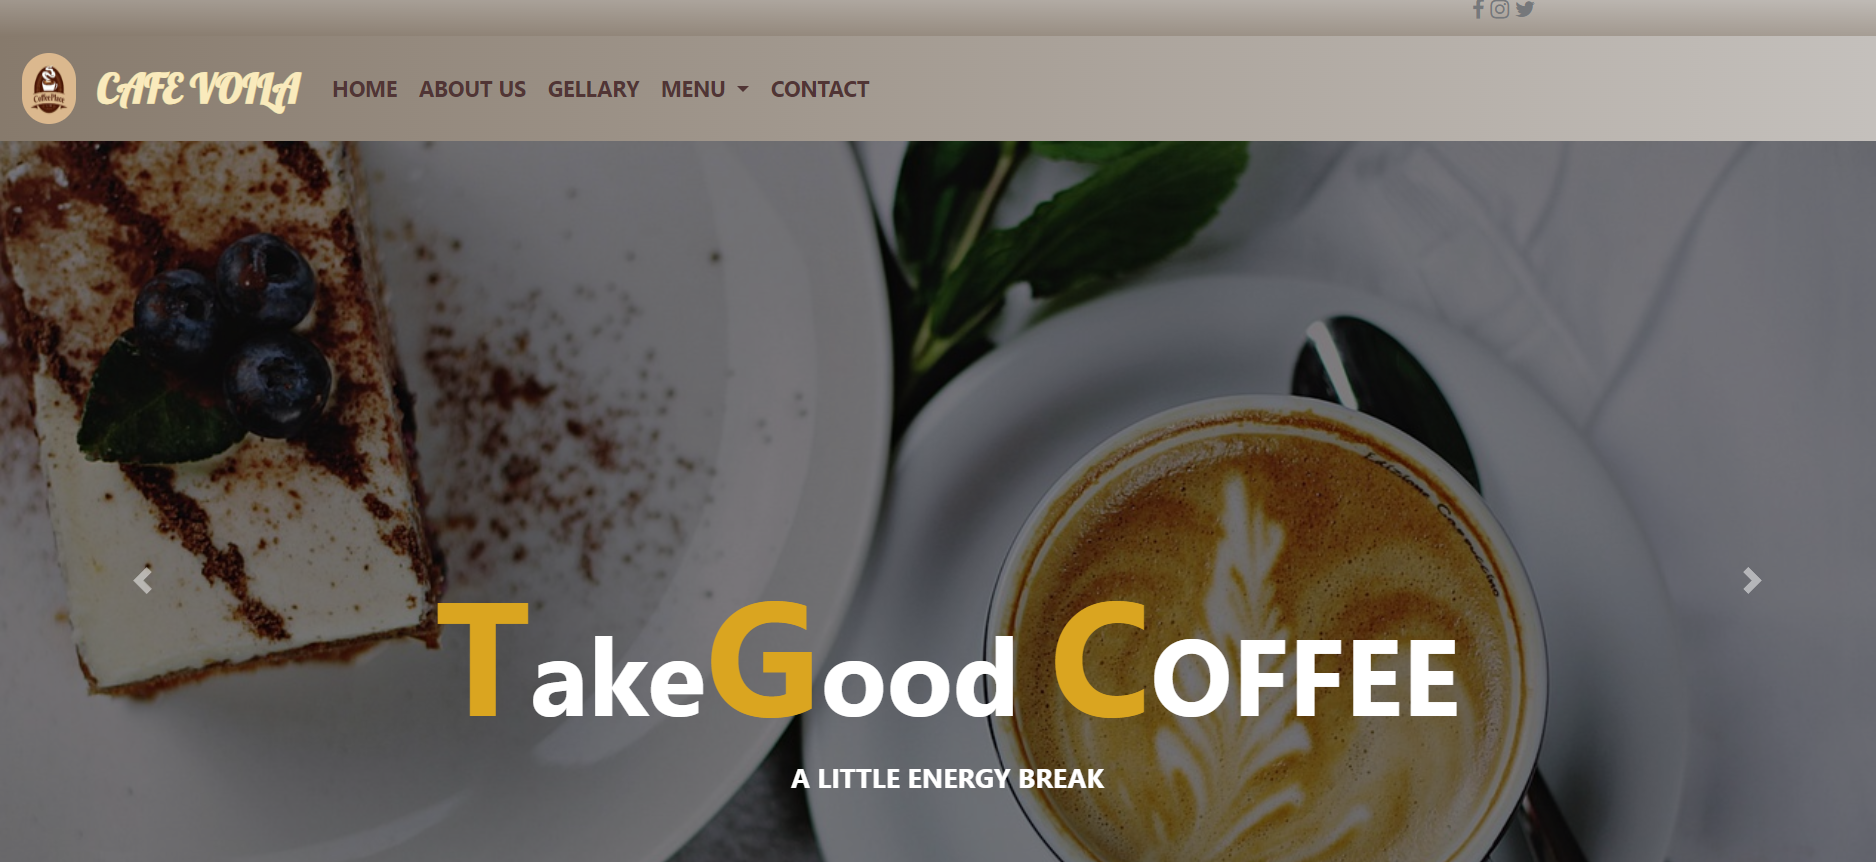 CAFE VOILA
HOME ABOUT US GELLARY MENU CONTACT
Coffee Place
TakeGood COFFEE
A LITTLE ENERGY BREAK